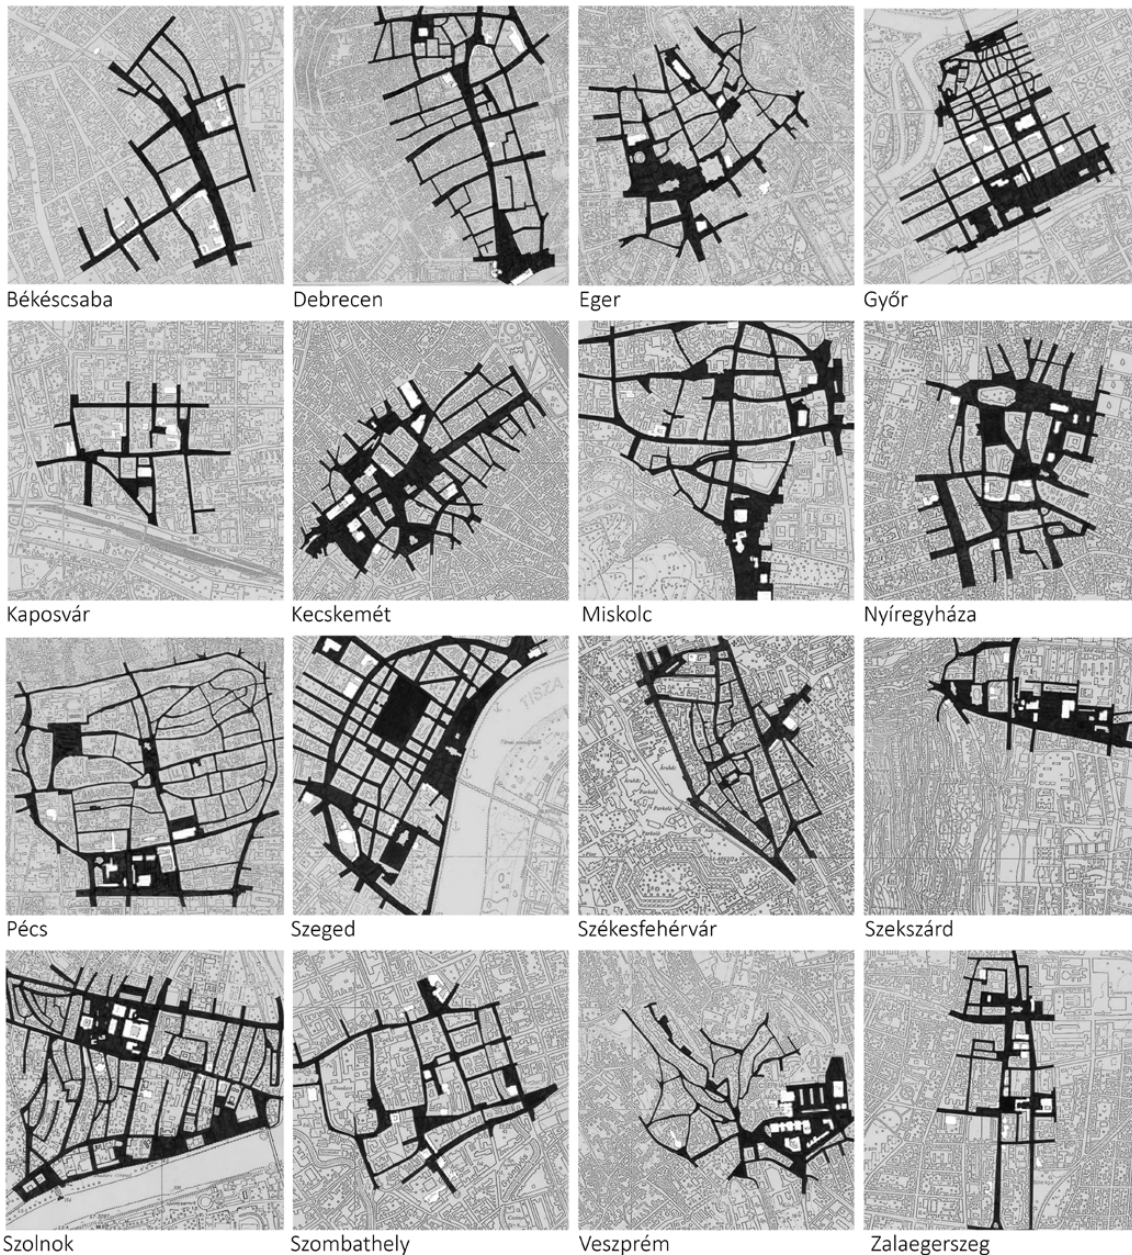 Békéscsaba
Debrecen
Eger
Győr
Kaposvár
Kecskemét
Miskolc
Nyíregyháza
TISZA
Pécs
Szeged
Székesfehérvár
Szekszárd
Szolnok
Szombathely
Veszprém
Zalaegerszeg